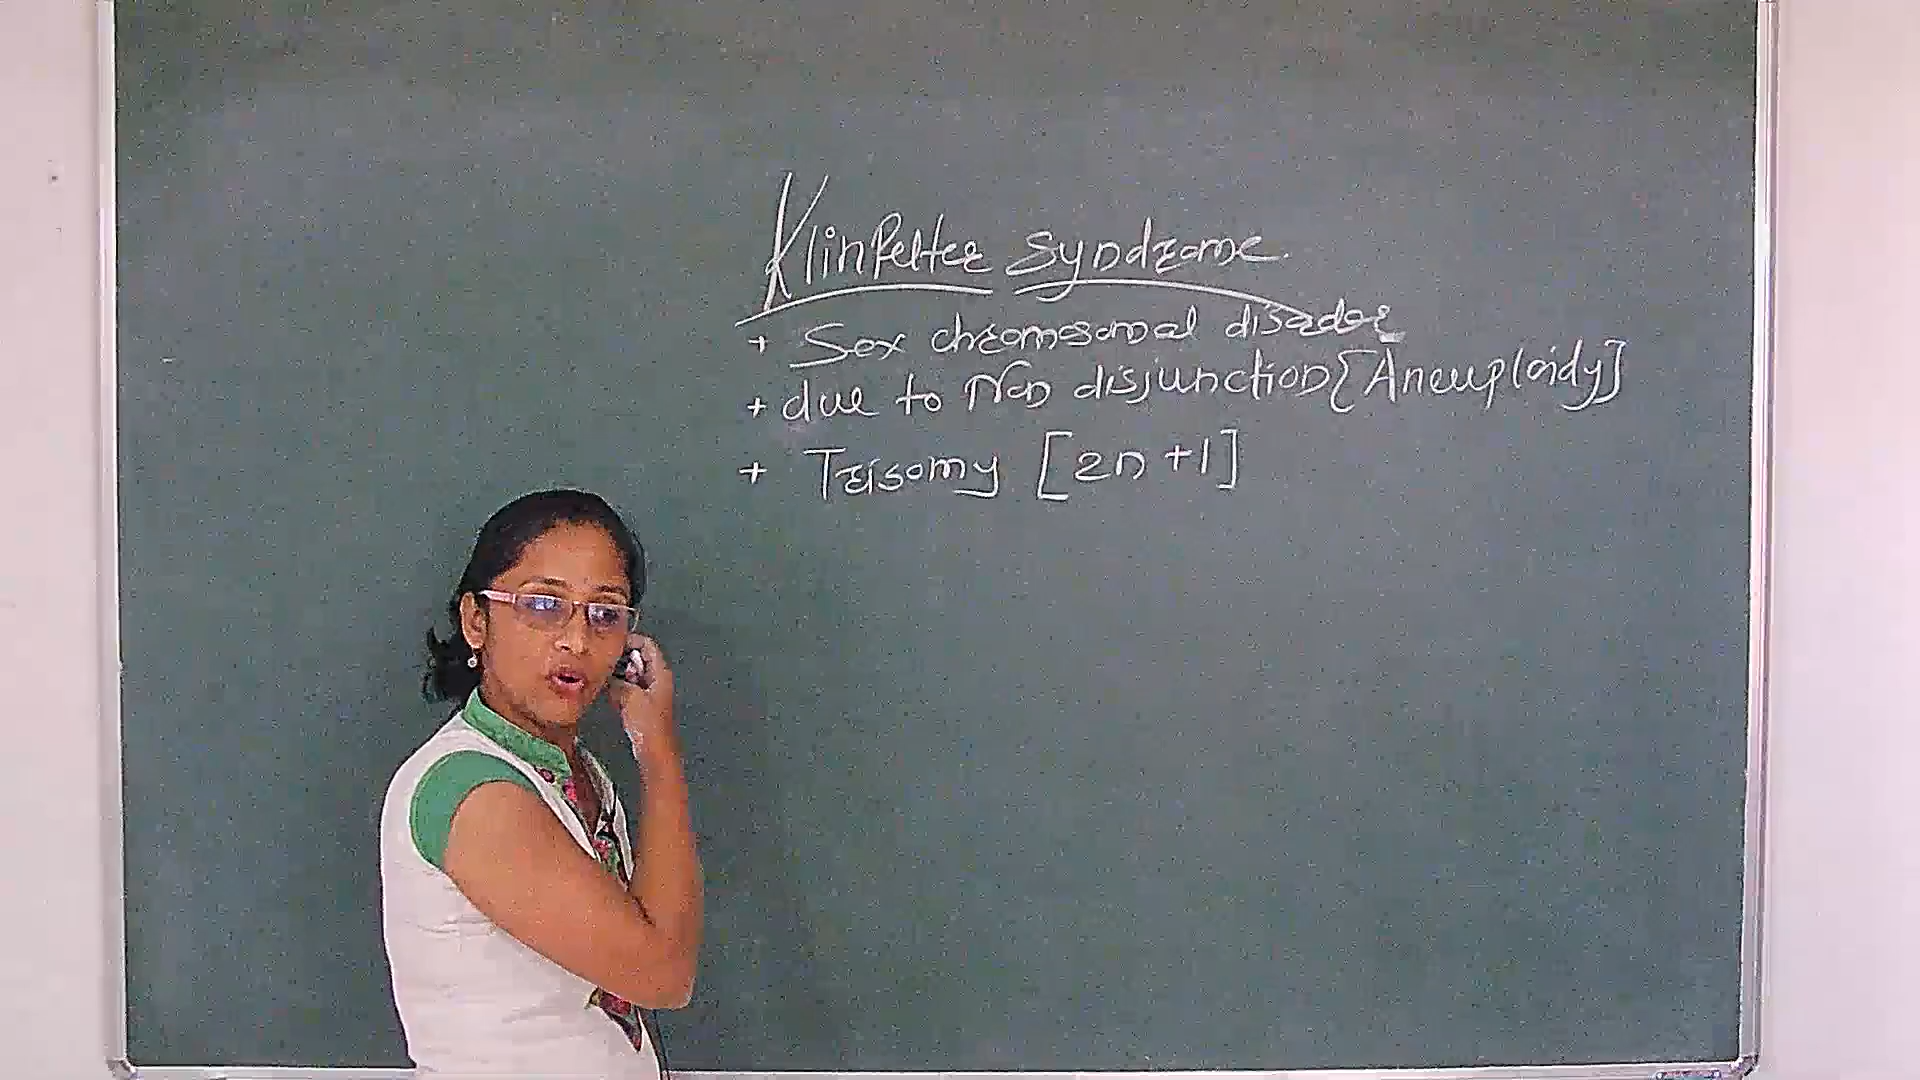 Klinfelter Syndrome.
+ Sex chromosomal disorder
+ due to Non disjunction [Aneuploidy]
+ Trisomy [2n+1]